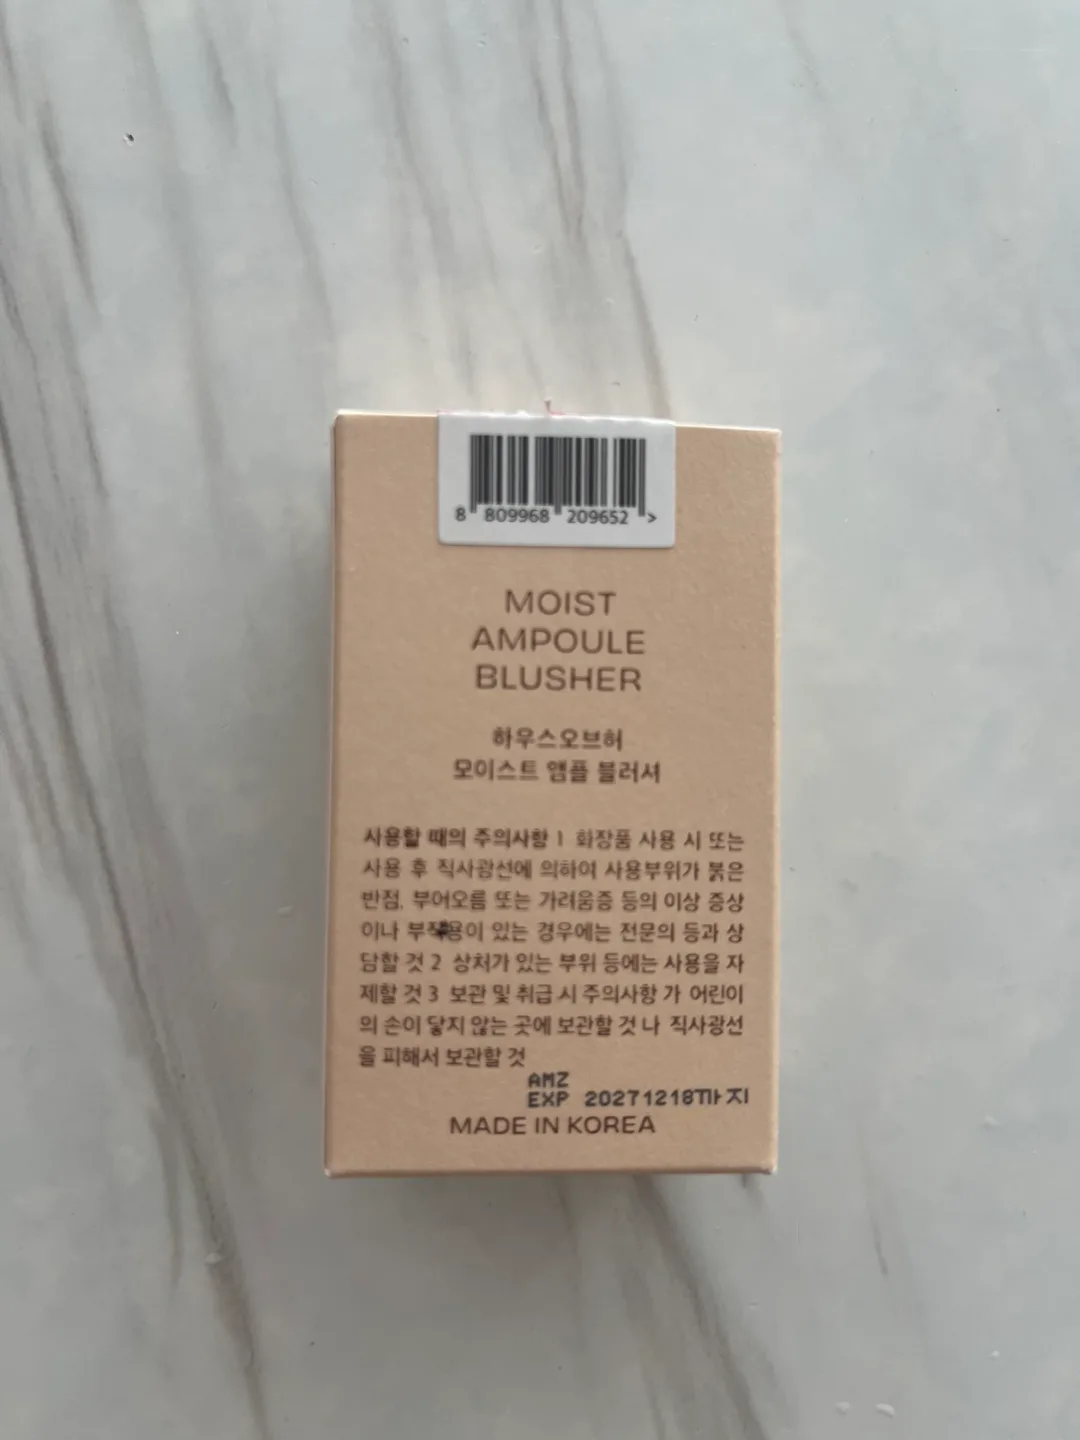 8 809968 209652 >
MOIST
AMPOULE
BLUSHER
하우스오브허
모이스트 앰플 블러셔
사용할 때의 주의사항 1 화장품 사용 시 또는
사용 후 직사광선에 의하여 사용부위가 붉은
반점, 부어오름 또는 가려움증 등의 이상 증상
이나 부작용이 있는 경우에는 전문의 등과 상
담할 것 2 상처가 있는 부위 등에는 사용을 자
제할 것 3 보관 및 취급 시 주의사항 가 어린이
의 손이 닿지 않는 곳에 보관할 것 나 직사광선
을 피해서 보관할 것
AMZ
EXP 20271218까지
MADE IN KOREA